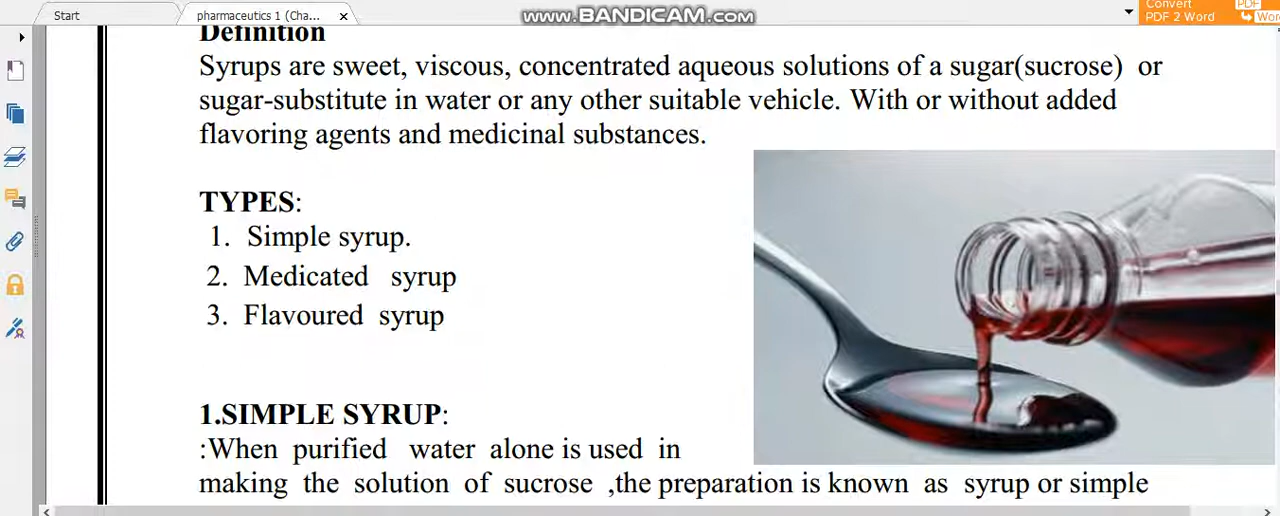 Start
pharmaceutics 1 (Cha...
www.BANDICAM.com
Convert
PDF 2 Word
PDF
Wor
Definition
Syrups are sweet, viscous, concentrated aqueous solutions of a sugar(sucrose) or
sugar-substitute in water or any other suitable vehicle. With or without added
flavoring agents and medicinal substances.
TYPES:
1. Simple syrup.
2. Medicated syrup
3. Flavoured syrup
1.SIMPLE SYRUP:
:When purified water alone is used in
making the solution of sucrose ,the preparation is known as syrup or simple